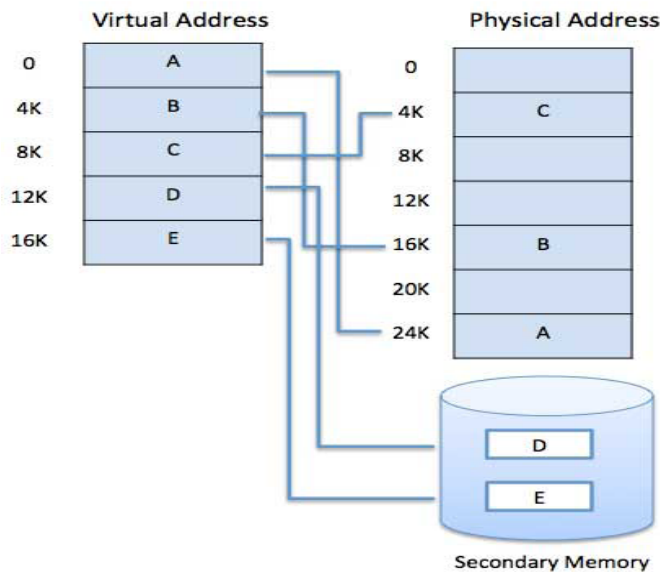 Virtual Address
0
A
4K
B
8K
C
12K
D
16K
E
Physical Address
0
4K
C
8K
12K
16K
B
20K
24K
A
D
E
Secondary Memory